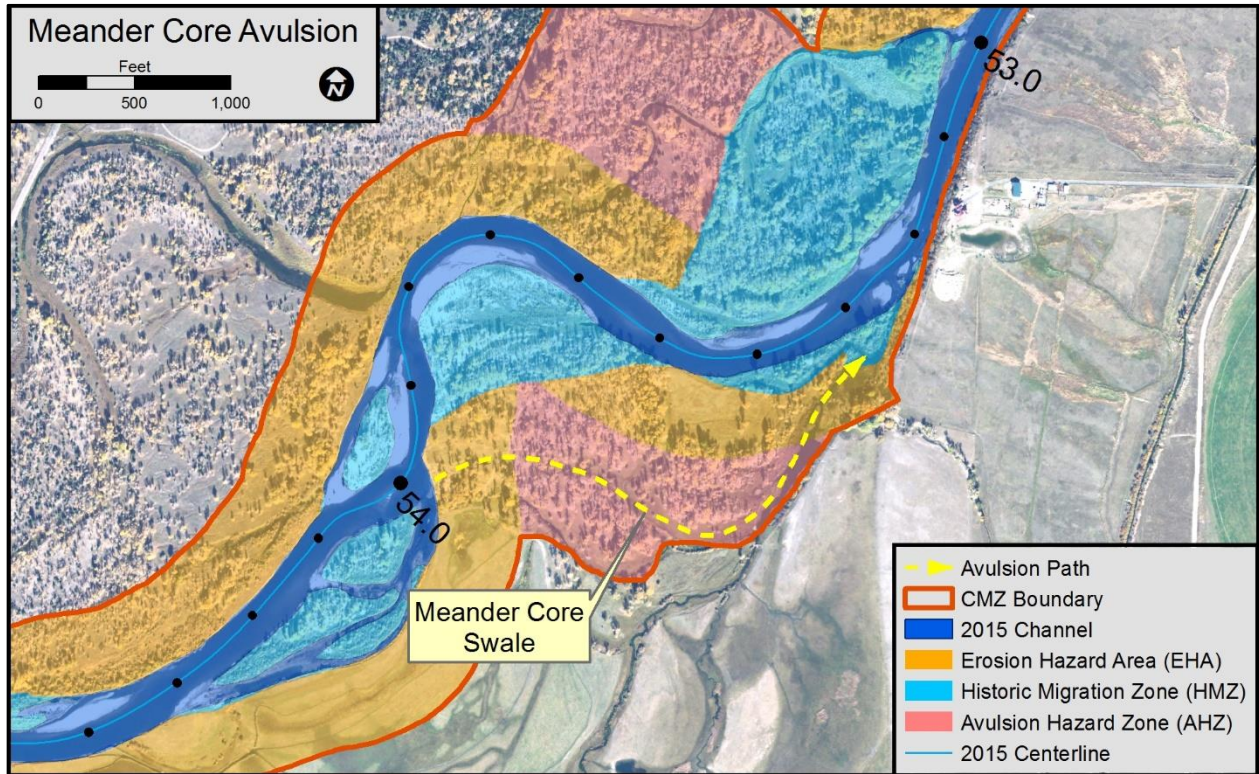 Meander Core Avulsion
Feet
0 500 1,000
N
53.0
54.0
Meander Core
Swale
Avulsion Path
CMZ Boundary
2015 Channel
Erosion Hazard Area (EHA)
Historic Migration Zone (HMZ)
Avulsion Hazard Zone (AHZ)
2015 Centerline